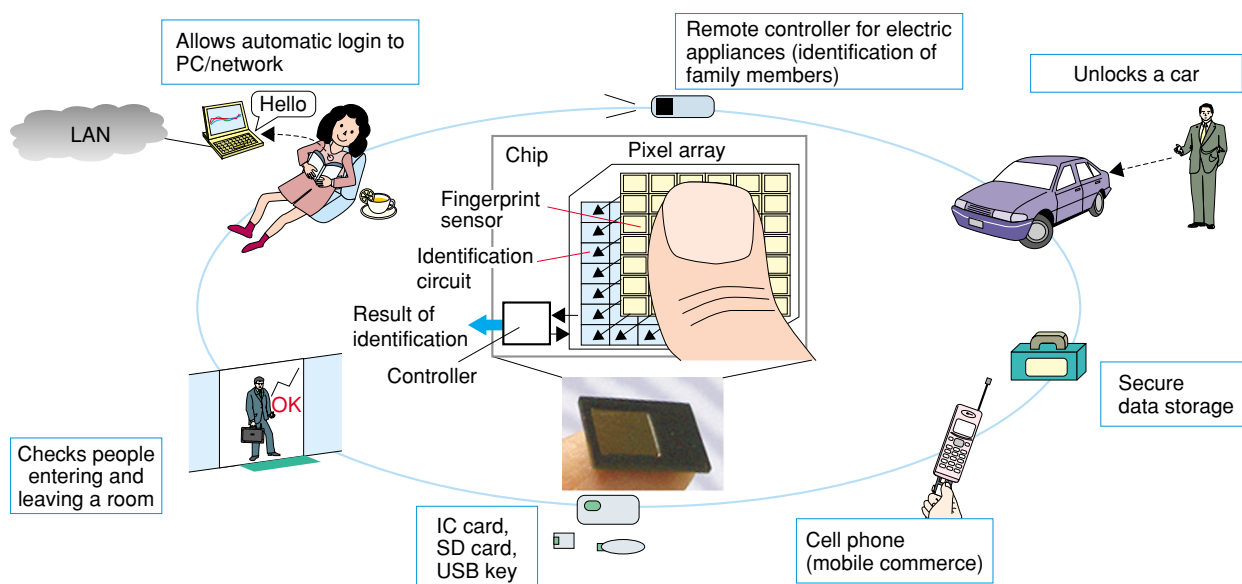 Allows automatic login to
PC/network
Remote controller for electric
appliances (identification of
family members)
Unlocks a car
Hello
LAN
Chip
Pixel array
Fingerprint
sensor
Identification
circuit
Result of
identification
Controller
OK
Secure
data storage
Checks people
entering and
leaving a room
IC card,
SD card,
USB key
Cell phone
(mobile commerce)